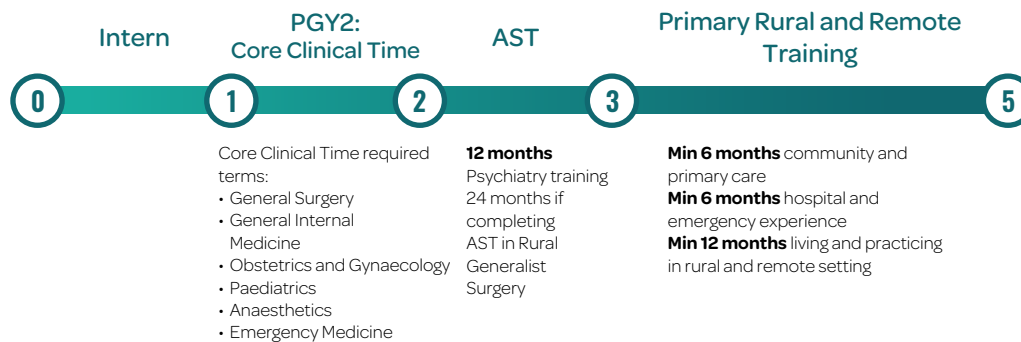 Intern
PGY2:
Core Clinical Time
AST
Primary Rural and Remote
Training
0
1
2
3
5
Core Clinical Time required
terms:
• General Surgery
• General Internal
Medicine
• Obstetrics and Gynaecology
• Paediatrics
• Anaesthetics
• Emergency Medicine
12 months
Psychiatry training
24 months if
completing
AST in Rural
Generalist
Surgery
Min 6 months community and
primary care
Min 6 months hospital and
emergency experience
Min 12 months living and practicing
in rural and remote setting